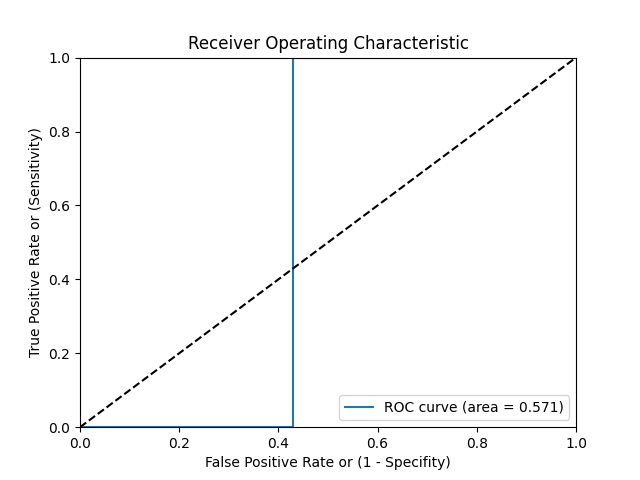 Receiver Operating Characteristic
True Positive Rate or (Sensitivity)
1.0
0.8
0.6
0.4
0.2
0.0
ROC curve (area = 0.571)
0.0 0.2 0.4 0.6 0.8 1.0
False Positive Rate or (1 - Specifity)